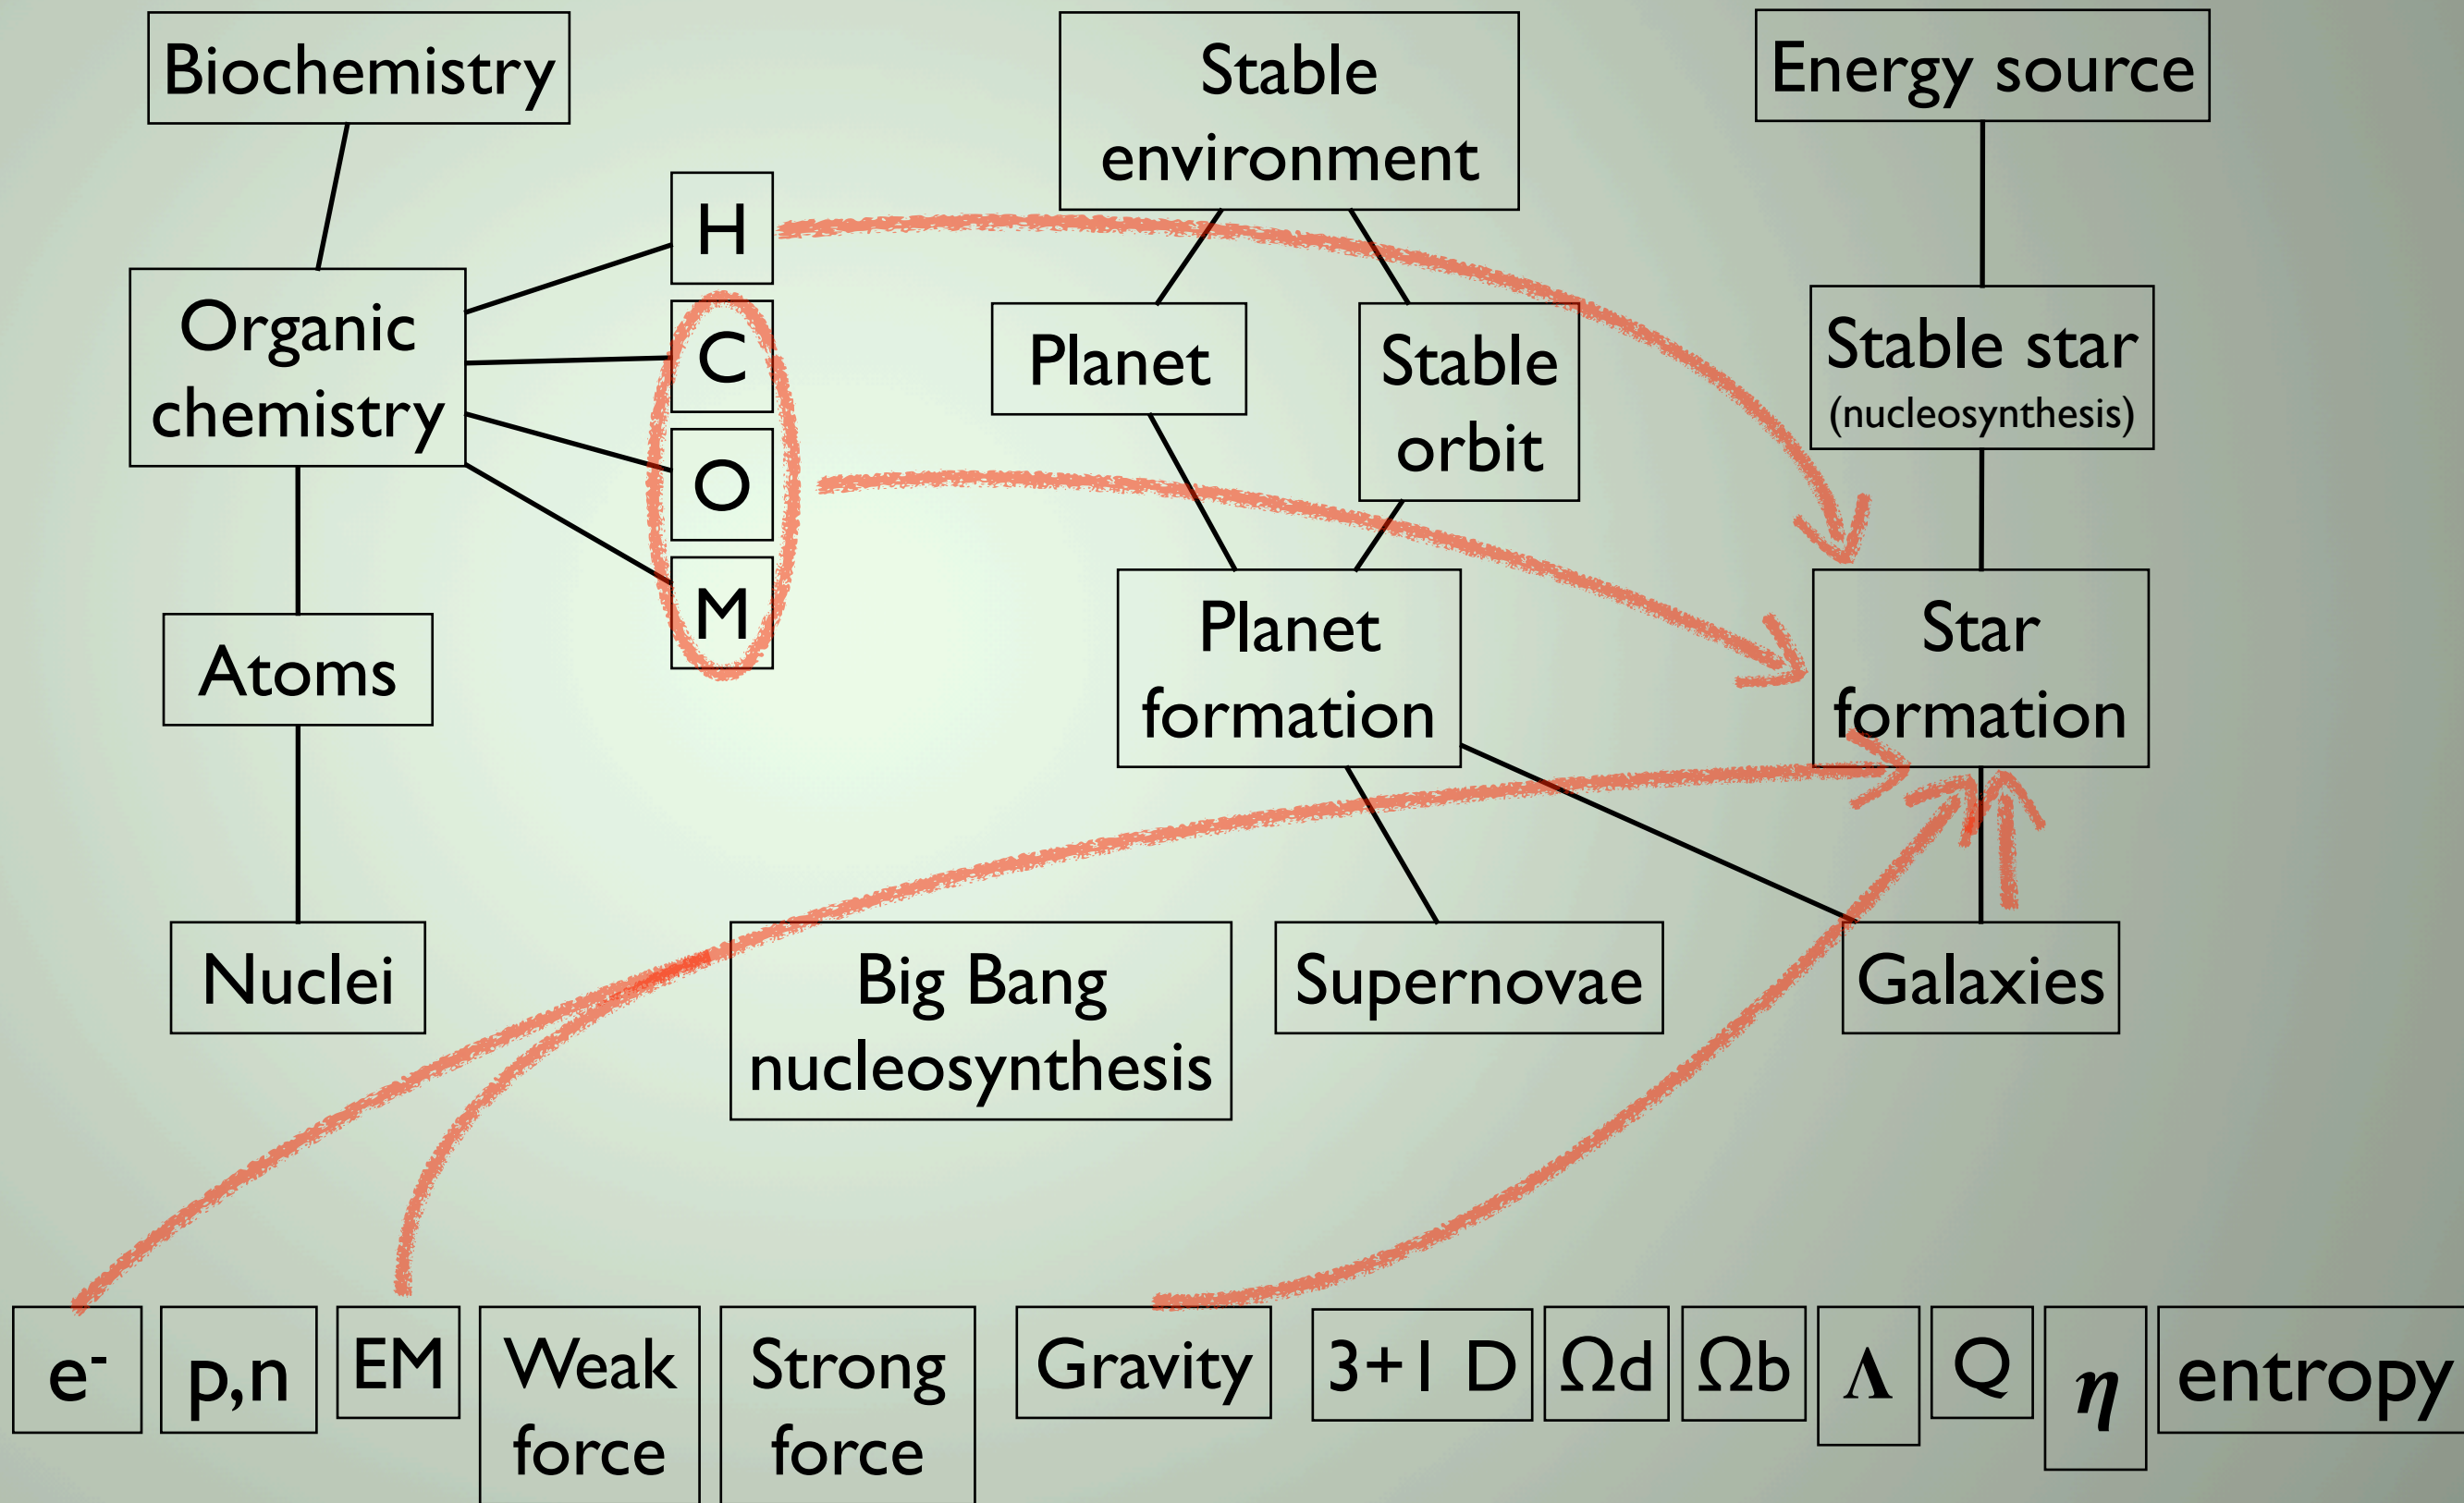 Biochemistry
Stable
environment
Energy source
H
Organic
chemistry
C
O
M
Planet
Stable
orbit
Stable star
(nucleosynthesis)
Atoms
Planet
formation
Star
formation
Nuclei
Big Bang
nucleosynthesis
Supernovae
Galaxies
e-
p,n
EM
Weak
force
Strong
force
Gravity
3+1 D
Ωd
Ωb
Λ
Q
η
entropy